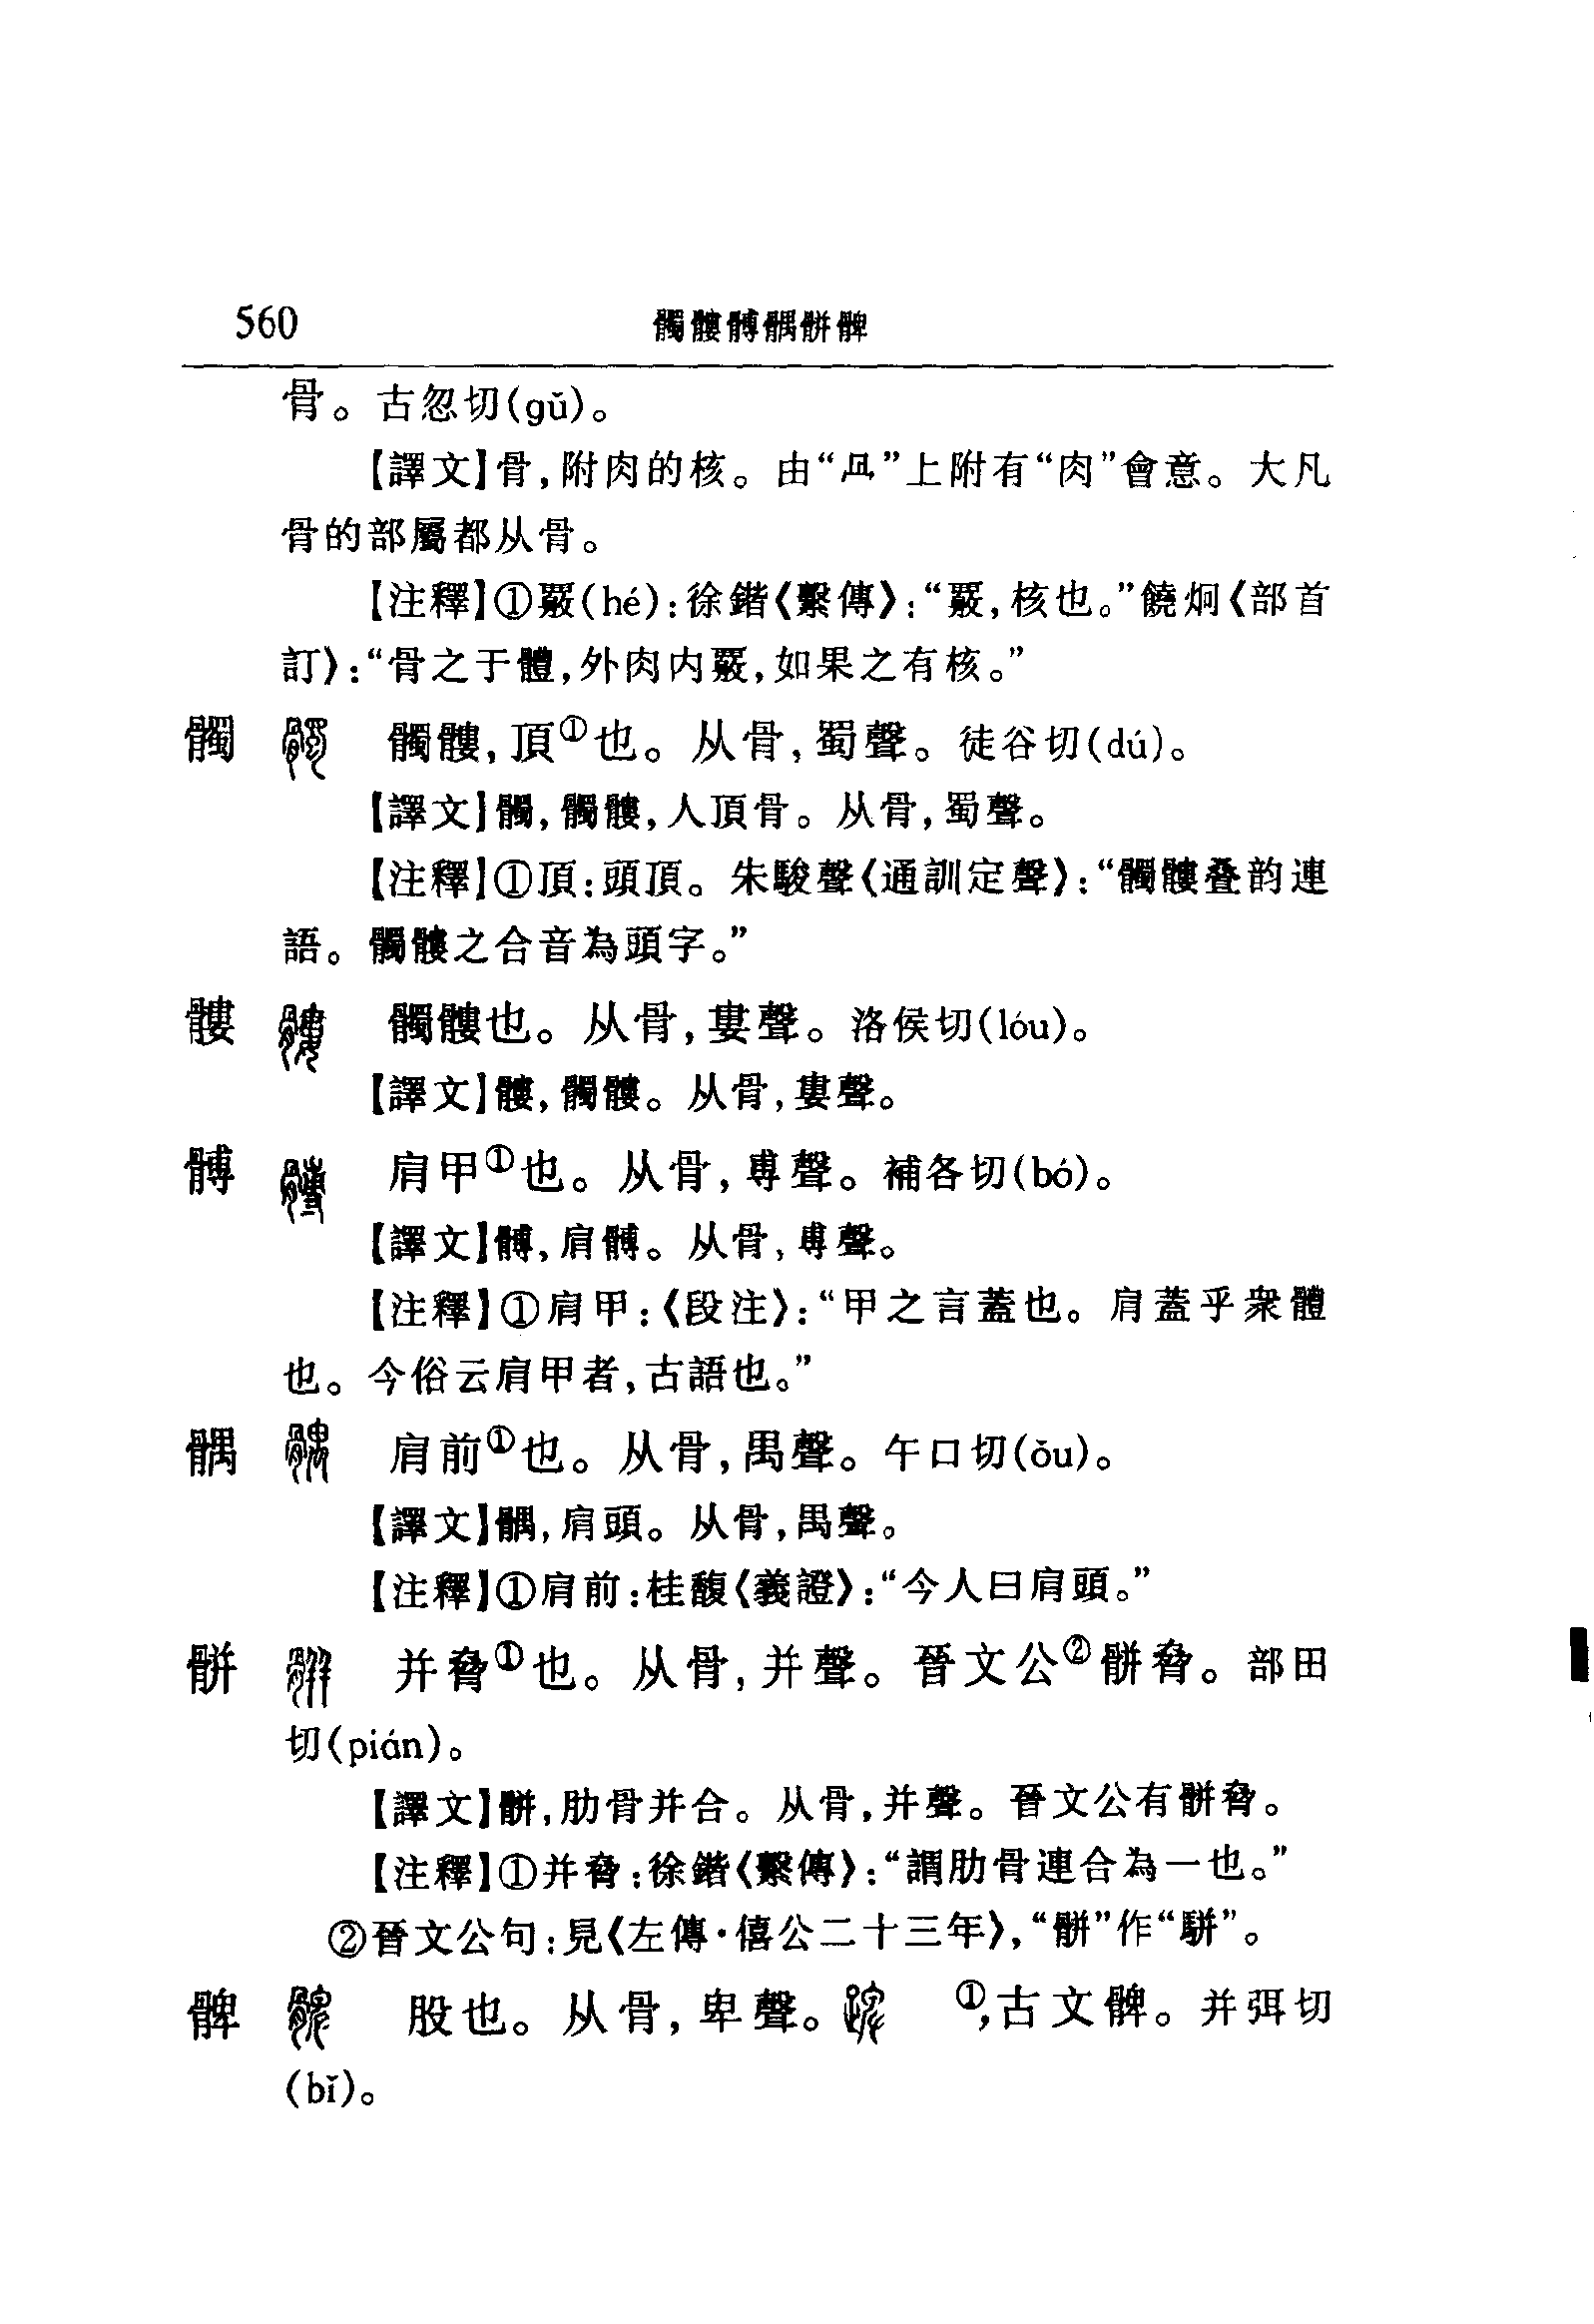 560
髑髏髆髃骿髀
骨。古忽切(gǔ)。
【譯文】骨,附肉的核。由“冎”上附有“肉”會意。大凡
骨的部屬都从骨。
【注釋】①覈(hé):徐鍇《繫傳》:“覈,核也。”饒炯《部首
訂》:“骨之于體,外肉内覈,如果之有核。”
髑 髑髏,頂①也。从骨,蜀聲。徒谷切(dú)。
【譯文】髑,髑髏,人頂骨。从骨,蜀聲。
【注釋】①頂:頭頂。朱駿聲《通訓定聲》:“髑髏叠韵連
語。髑髏之合音為頭字。”
髏 髑髏也。从骨,婁聲。洛侯切(lóu)。
【譯文】髏,髑髏。从骨,婁聲。
髆 肩甲①也。从骨,尃聲。補各切(bó)。
【譯文】髆,肩髆。从骨,尃聲。
【注釋】①肩甲:《段注》:“甲之言蓋也。肩蓋乎衆體
也。今俗云肩甲者,古語也。”
髃 肩前①也。从骨,禺聲。午口切(ǒu)。
【譯文】髃,肩頭。从骨,禺聲。
【注釋】①肩前:桂馥《義證》:“今人曰肩頭。”
骿 并脅①也。从骨,并聲。晉文公②骿脅。部田
切(pián)。
【譯文】骿,肋骨并合。从骨,并聲。晉文公有骿脅。
【注釋】①并脅:徐鍇《繫傳》:“謂肋骨連合為一也。”
②晉文公句:見《左傳·僖公二十三年》,“骿”作“駢”。
髀 股也。从骨,卑聲。 ①,古文髀。并弭切
(bǐ)。